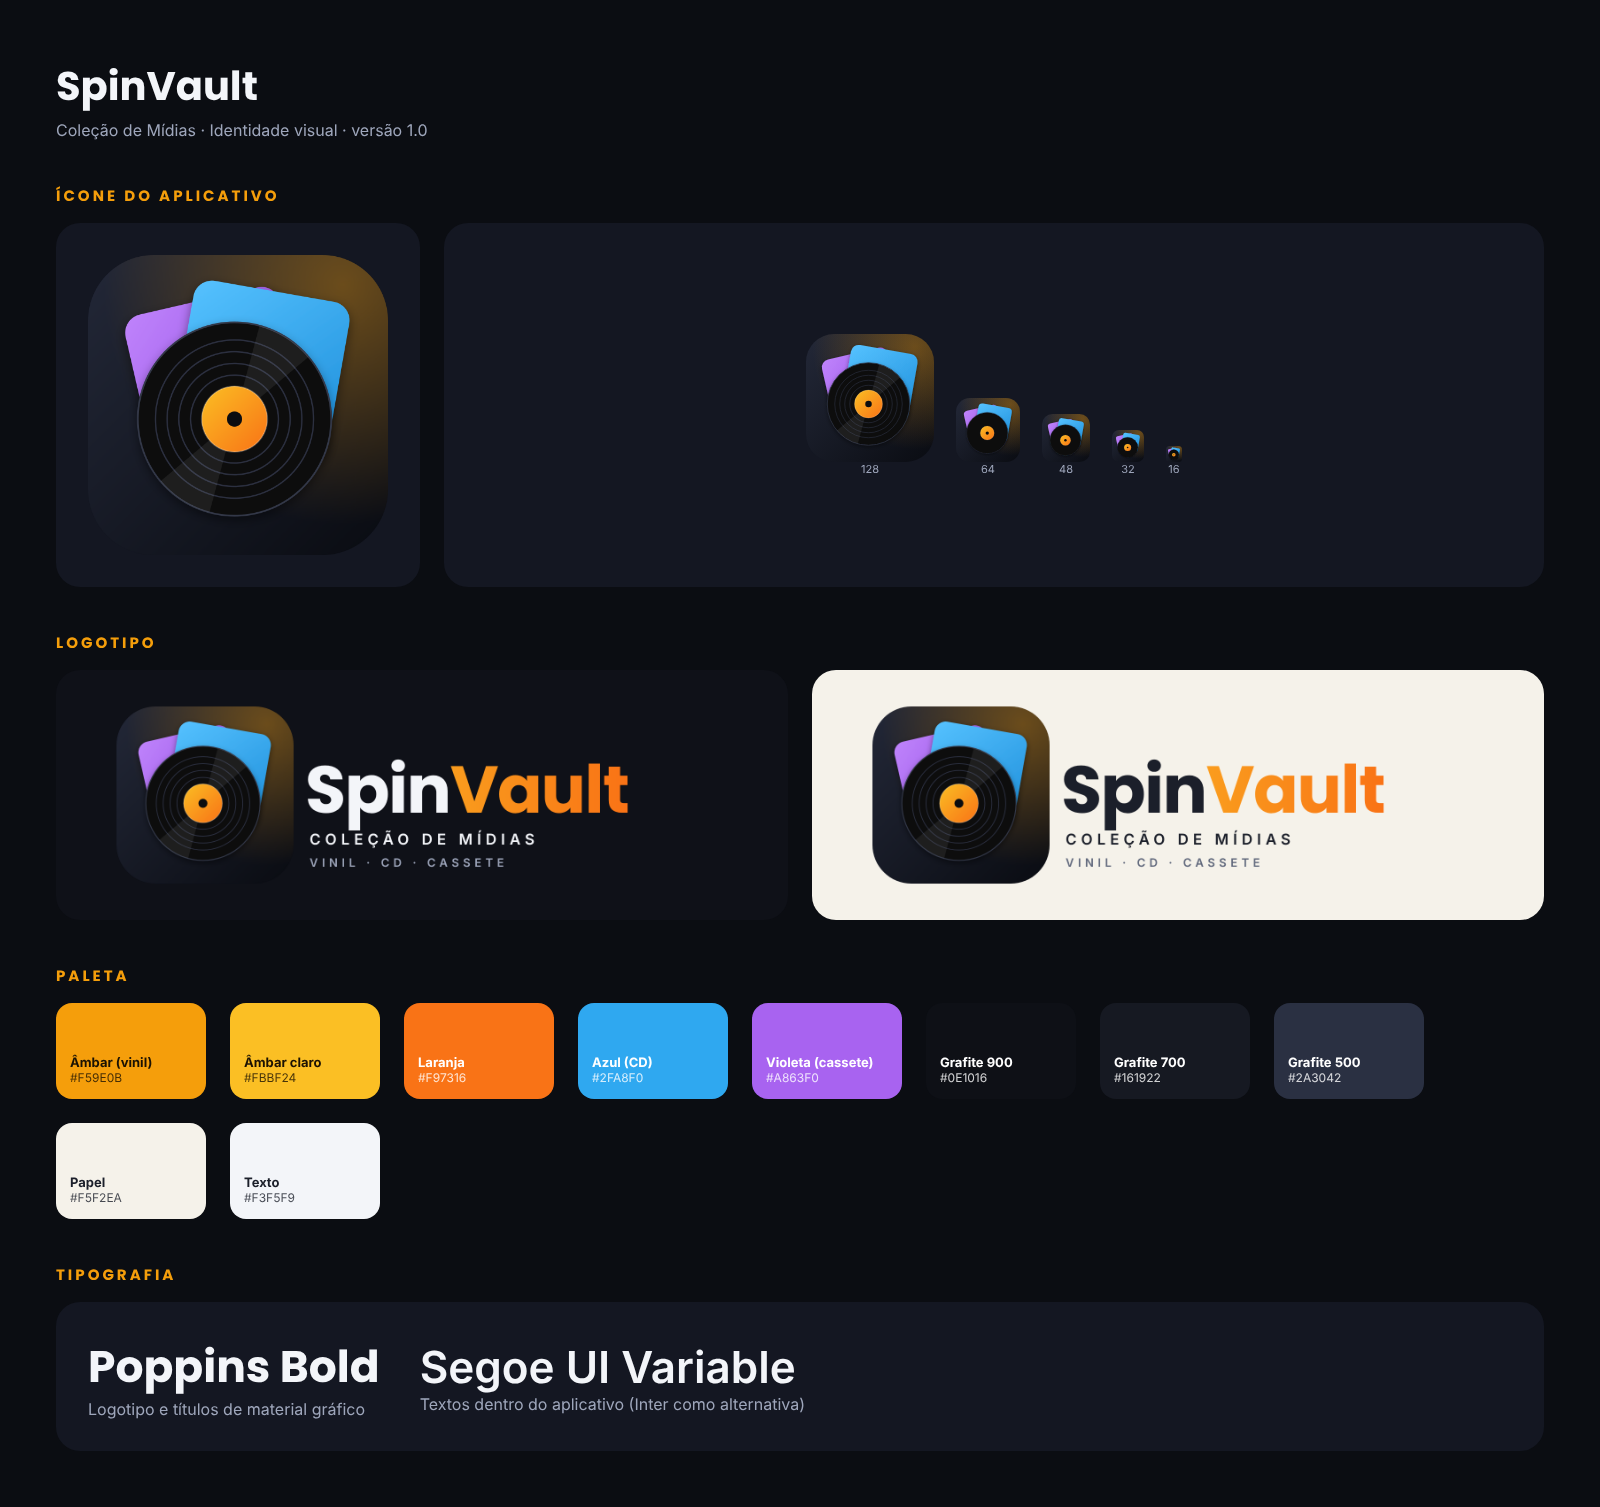 SpinVault
Coleção de Mídias · Identidade visual · versão 1.0
ÍCONE DO APLICATIVO
128
64
48
32
16
LOGOTIPO
SpinVault
COLEÇÃO DE MÍDIAS
VINIL · CD · CASSETE
SpinVault
COLEÇÃO DE MÍDIAS
VINIL · CD · CASSETE
PALETA
Âmbar (vinil)
#F59E0B
Âmbar claro
#FBBF24
Laranja
#F97316
Azul (CD)
#2FA8F0
Violeta (cassete)
#A863F0
Grafite 900
#0E1016
Grafite 700
#161922
Grafite 500
#2A3042
Papel
#F5F2EA
Texto
#F3F5F9
TIPOGRAFIA
Poppins Bold
Logotipo e títulos de material gráfico
Segoe UI Variable
Textos dentro do aplicativo (Inter como alternativa)